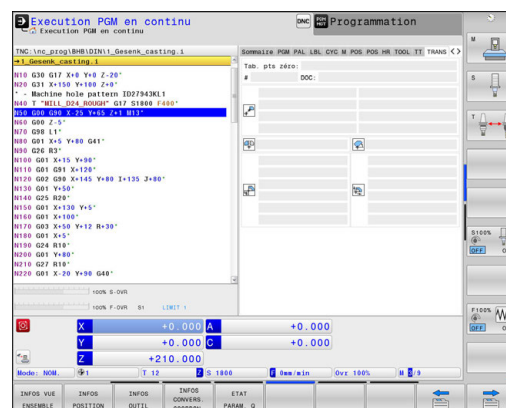 Execution PGM en continu
Execution PGM en continu
DNC
Programmation
TNC:\nc_prog\BHB\DIN\1_Gesenk_casting.i
→1_Gesenk_casting.i
N10 G30 G17 X+0 Y+0 Z-20*
N20 G31 X+150 Y+100 Z+0*
* - Machine hole pattern ID27943KL1
N40 T "MILL_D24_ROUGH" G17 S1800 F400*
N50 G00 G90 X-25 Y+65 Z+1 M13*
N60 G00 Z-5*
N70 G98 L1*
N80 G01 X+5 Y+80 G41*
N90 G26 R3*
N100 G01 X+15 Y+90*
N110 G01 G91 X+120*
N120 G02 G90 X+145 Y+80 I+135 J+80*
N130 G01 Y+50*
N140 G25 R20*
N150 G01 X+130 Y+5*
N160 G01 X+100*
N170 G03 X+50 Y+12 R+30*
N180 G01 X+5*
N190 G24 R10*
N200 G01 Y+80*
N210 G27 R10*
N220 G01 X-20 Y+90 G40*
Sommaire PGM PAL LBL CYC M POS POS HR TOOL TT TRANS
Tab. pts zéro:
# DOC:
100% S-OVR
100% F-OVR S1 LIMIT 1
X +0.000 A +0.000
Y +0.000 C +0.000
Z +210.000
Modo: NOM. 1 T 12 Z S 1800 F 0mm/min Ovr 100% M 5/9
INFOS VUE ENSEMBLE
INFOS POSITION
INFOS OUTIL
INFOS CONVERS.
ETAT PARAM. Q
M
S
T
S100%
OFF
F100%
OFF